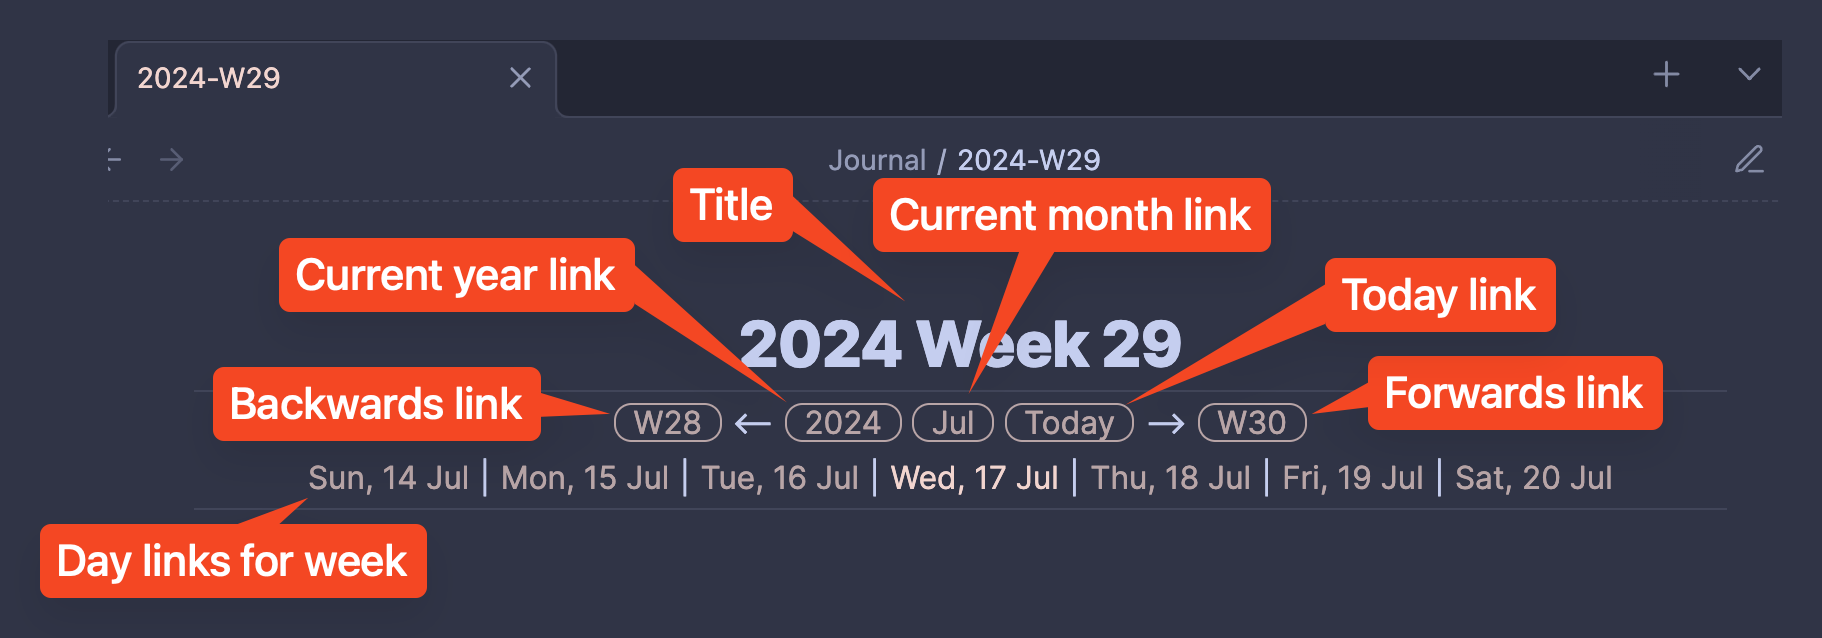 2024-W29
Journal / 2024-W29
Title
Current month link
Current year link
Today link
2024 Week 29
Backwards link
Forwards link
W28 ← 2024 Jul Today → W30
Sun, 14 Jul | Mon, 15 Jul | Tue, 16 Jul | Wed, 17 Jul | Thu, 18 Jul | Fri, 19 Jul | Sat, 20 Jul
Day links for week